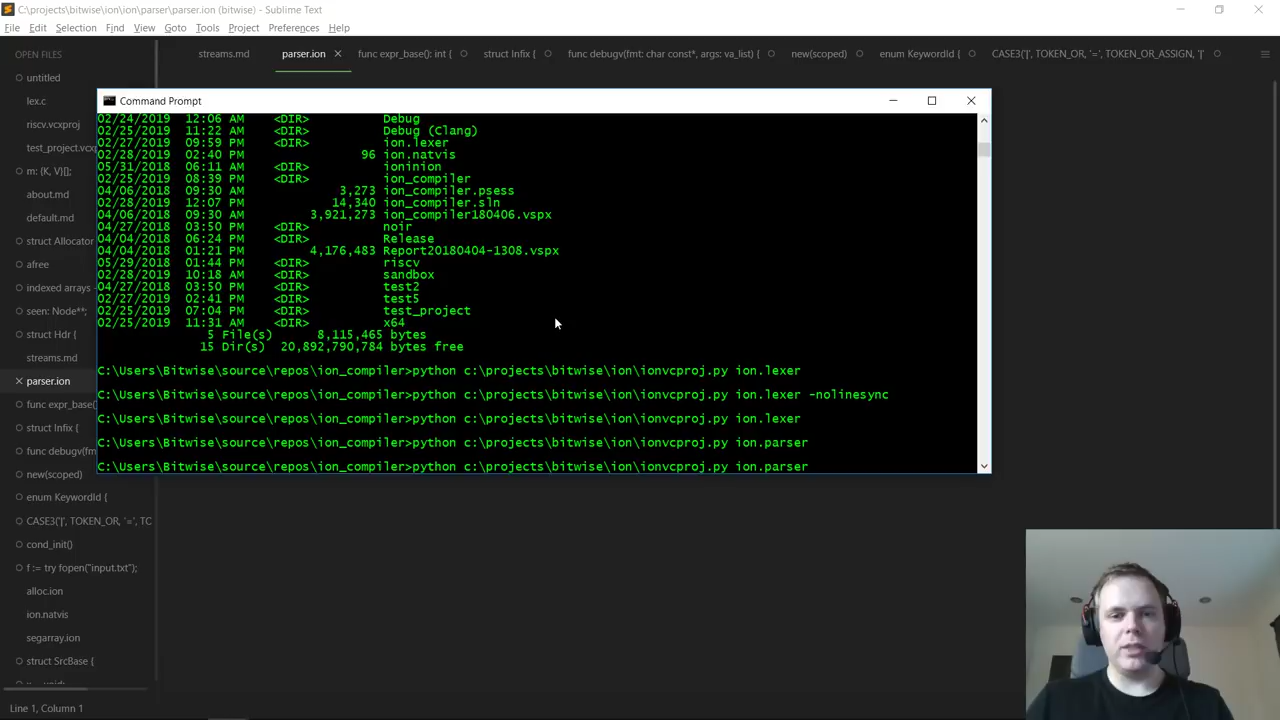 C:\projects\bitwise\ion\ion\parser\parser.ion (bitwise) - Sublime Text
File Edit Selection Find View Goto Tools Project Preferences Help
OPEN FILES
streams.md parser.ion func expr_base(): int { struct Infix { func debugv(fmt: char const*, args: va_list) { new(scoped) enum KeywordId { CASE3('|', TOKEN_OR, '=', TOKEN_OR_ASSIGN, '|'
untitled
lex.c
riscv.vcxproj
test_project.vcxp
m: {K, V}[];
about.md
default.md
struct Allocator
afree
indexed arrays -
seen: Node**;
struct Hdr {
streams.md
parser.ion
func expr_base()
struct Infix {
func debugv(fm
new(scoped)
enum KeywordId {
CASE3('|', TOKEN_OR, '=', TC
cond_init()
f := try fopen("input.txt");
alloc.ion
ion.natvis
segarray.ion
struct SrcBase {
Command Prompt
02/24/2019 12:06 AM <DIR> Debug
02/25/2019 11:22 AM <DIR> Debug (Clang)
02/27/2019 09:59 PM <DIR> ion.lexer
02/28/2019 02:40 PM 96 ion.natvis
05/31/2018 06:11 AM <DIR> ioninion
02/25/2019 08:39 PM <DIR> ion_compiler
04/06/2018 09:30 AM 3,273 ion_compiler.psess
02/28/2019 12:07 PM 14,340 ion_compiler.sln
04/06/2018 09:30 AM 3,921,273 ion_compiler180406.vspx
04/27/2018 03:50 PM <DIR> noir
04/04/2018 06:24 PM <DIR> Release
04/04/2018 01:21 PM 4,176,483 Report20180404-1308.vspx
05/29/2018 01:44 PM <DIR> riscv
02/28/2019 10:18 AM <DIR> sandbox
04/27/2018 03:50 PM <DIR> test2
02/27/2019 02:41 PM <DIR> test5
02/25/2019 07:04 PM <DIR> test_project
02/25/2019 11:31 AM <DIR> x64
5 File(s) 8,115,465 bytes
15 Dir(s) 20,892,790,784 bytes free
C:\Users\Bitwise\source\repos\ion_compiler>python c:\projects\bitwise\ion\ionvcproj.py ion.lexer
C:\Users\Bitwise\source\repos\ion_compiler>python c:\projects\bitwise\ion\ionvcproj.py ion.lexer -nolinesync
C:\Users\Bitwise\source\repos\ion_compiler>python c:\projects\bitwise\ion\ionvcproj.py ion.lexer
C:\Users\Bitwise\source\repos\ion_compiler>python c:\projects\bitwise\ion\ionvcproj.py ion.parser
C:\Users\Bitwise\source\repos\ion_compiler>python c:\projects\bitwise\ion\ionvcproj.py ion.parser
Line 1, Column 1